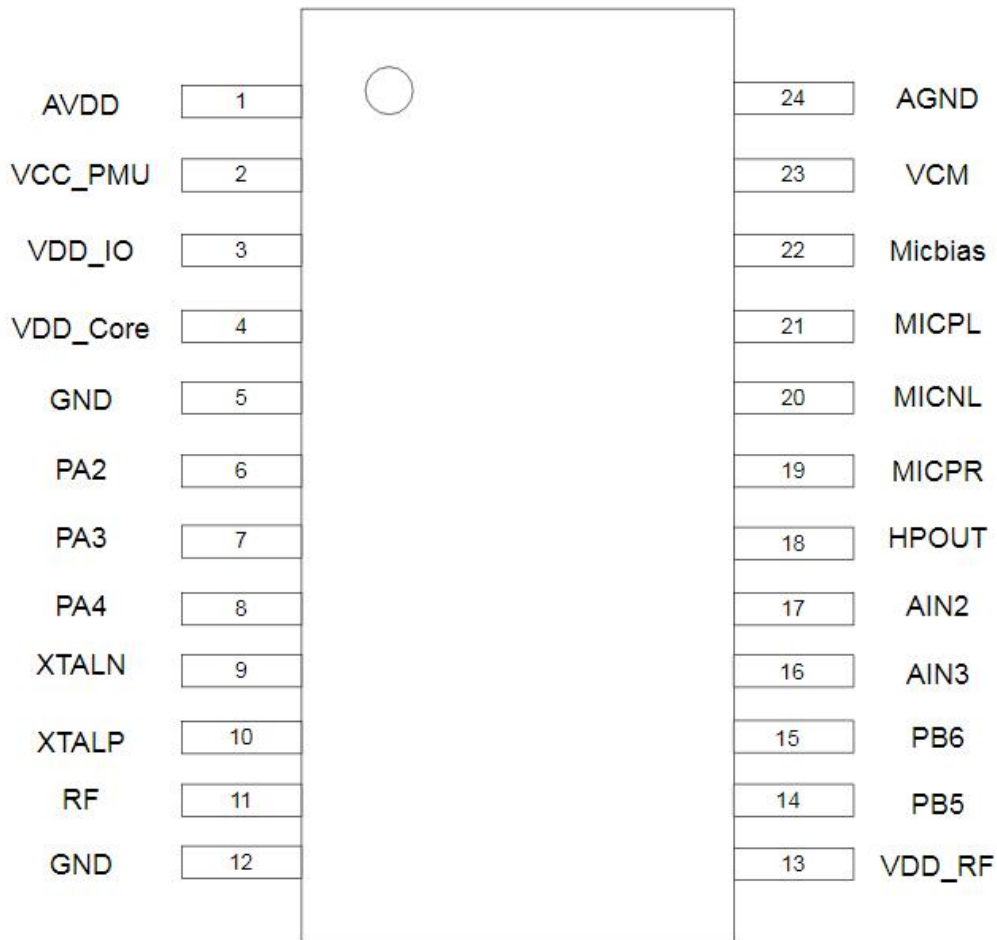 AVDD 1 24 AGND
VCC_PMU 2 23 VCM
VDD_IO 3 22 Micbias
VDD_Core 4 21 MICPL
GND 5 20 MICNL
PA2 6 19 MICPR
PA3 7 18 HPOUT
PA4 8 17 AIN2
XTALN 9 16 AIN3
XTALP 10 15 PB6
RF 11 14 PB5
GND 12 13 VDD_RF